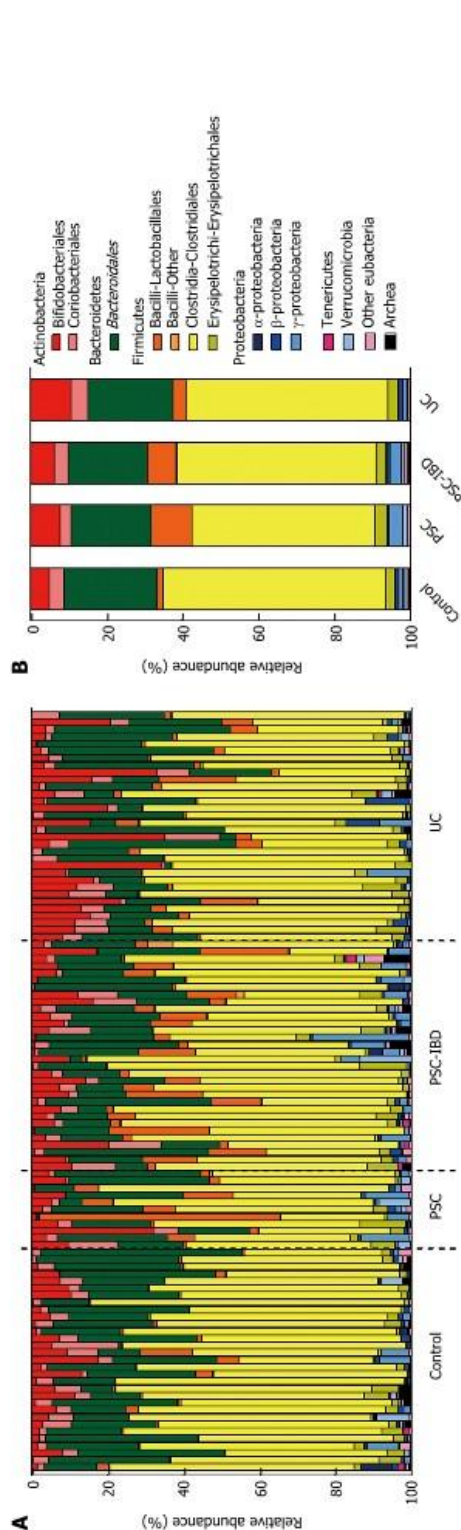 A
Relative abundance (%)
0
20
40
60
80
100
Control
PSC
PSC-IBD
UC
B
Relative abundance (%)
0
20
40
60
80
100
Control
PSC
PSC-IBD
UC
Actinobacteria
Bifidobacteriales
Coriobacteriales
Bacteroidetes
Bacteroidales
Firmicutes
Bacilli-Lactobacillales
Bacilli-Other
Clostridia-Clostridiales
Erysipelotrichi-Erysipelotrichales
Proteobacteria
α-proteobacteria
β-proteobacteria
γ-proteobacteria
Tenericutes
Verrucomicrobia
Other eubacteria
Archea